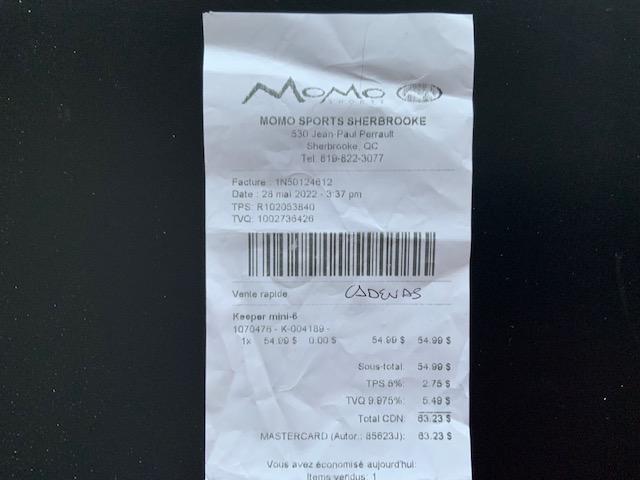 MOMO
SPORTS
MOMO SPORTS SHERBROOKE
530 Jean-Paul Perrault
Sherbrooke, QC
Tel: 819-822-3077
Facture : 1N50124612
Date : 28 mai 2022 - 3:37 pm
TPS: R102053840
TVQ: 1002736426
Vente rapide CADENAS
Keeper mini-6
1070476 - K-004189 -
1x 54.99 $ 0.00 $ 54.99 $ 54.99 $
Sous-total: 54.99 $
TPS 5%: 2.75 $
TVQ 9.975%: 5.49 $
Total CDN: 63.23 $
MASTERCARD (Autor.: 85623J): 63.23 $
Vous avez économisé aujourd'hui:
Items vendus: 1